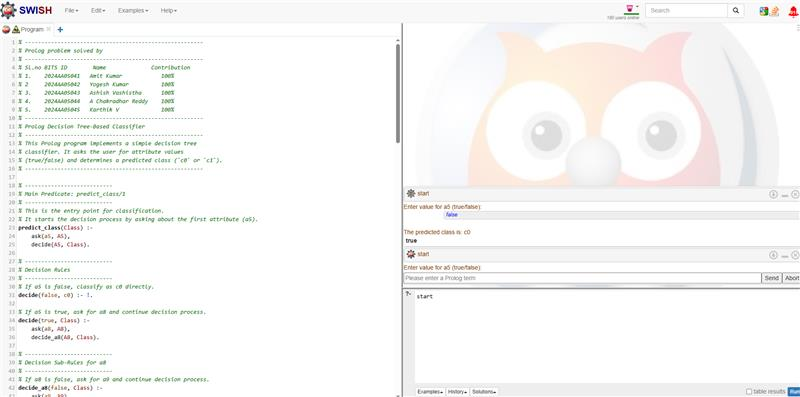 SWISH File Edit Examples Help 180 users online Search
Program
1 % --------------------------------------------------
2 % Prolog problem solved by
3 % --------------------------------------------------
4 % SL.no BITS ID Name Contribution
5 % 1. 2024AA05041 Amit Kumar 100%
6 % 2 2024AA05042 Yogesh Kumar 100%
7 % 3. 2024AA05043 Ashish Vashistha 100%
8 % 4. 2024AA05044 A Chakradhar Reddy 100%
9 % 5. 2024AA05045 Karthik V 100%
10 % --------------------------------------------------
11 % Prolog Decision Tree-Based Classifier
12 % --------------------------------------------------
13 % This Prolog program implements a simple decision tree
14 % classifier. It asks the user for attribute values
15 % (true/false) and determines a predicted class (`c0` or `c1`).
16 % --------------------------------------------------
17
18 % -------------------------
19 % Main Predicate: predict_class/1
20 % -------------------------
21 % This is the entry point for classification.
22 % It starts the decision process by asking about the first attribute (a5).
23 predict_class(Class) :-
24 ask(a5, A5),
25 decide(A5, Class).
26
27 % -------------------------
28 % Decision Rules
29 % -------------------------
30 % If a5 is false, classify as c0 directly.
31 decide(false, c0) :- !.
32
33 % If a5 is true, ask for a8 and continue decision process.
34 decide(true, Class) :-
35 ask(a8, A8),
36 decide_a8(A8, Class).
37
38 % -------------------------
39 % Decision Sub-Rules for a8
40 % -------------------------
41 % If a8 is false, ask for a9 and continue decision process.
42 decide_a8(false, Class) :-
start
Enter value for a5 (true/false):
false
The predicted class is: c0
true
start
Enter value for a5 (true/false):
Please enter a Prolog term Send Abort
?- start
Examples History Solutions table results Run